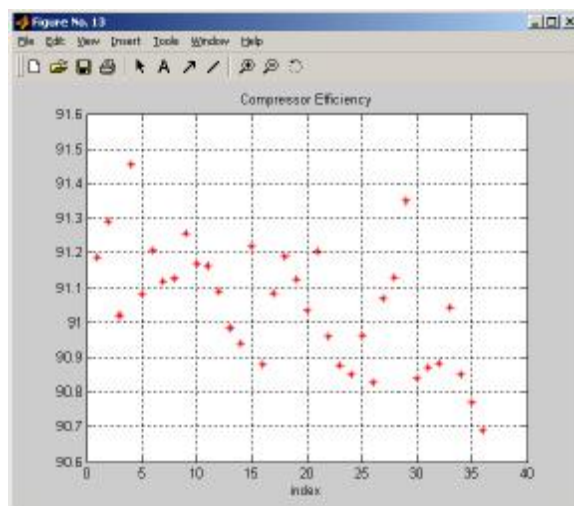 Figure No. 13
File Edit View Insert Tools Window Help
A
Compressor Efficiency
91.6
91.5
91.4
91.3
91.2
91.1
91
90.9
90.8
90.7
90.6
0 5 10 15 20 25 30 35 40
index